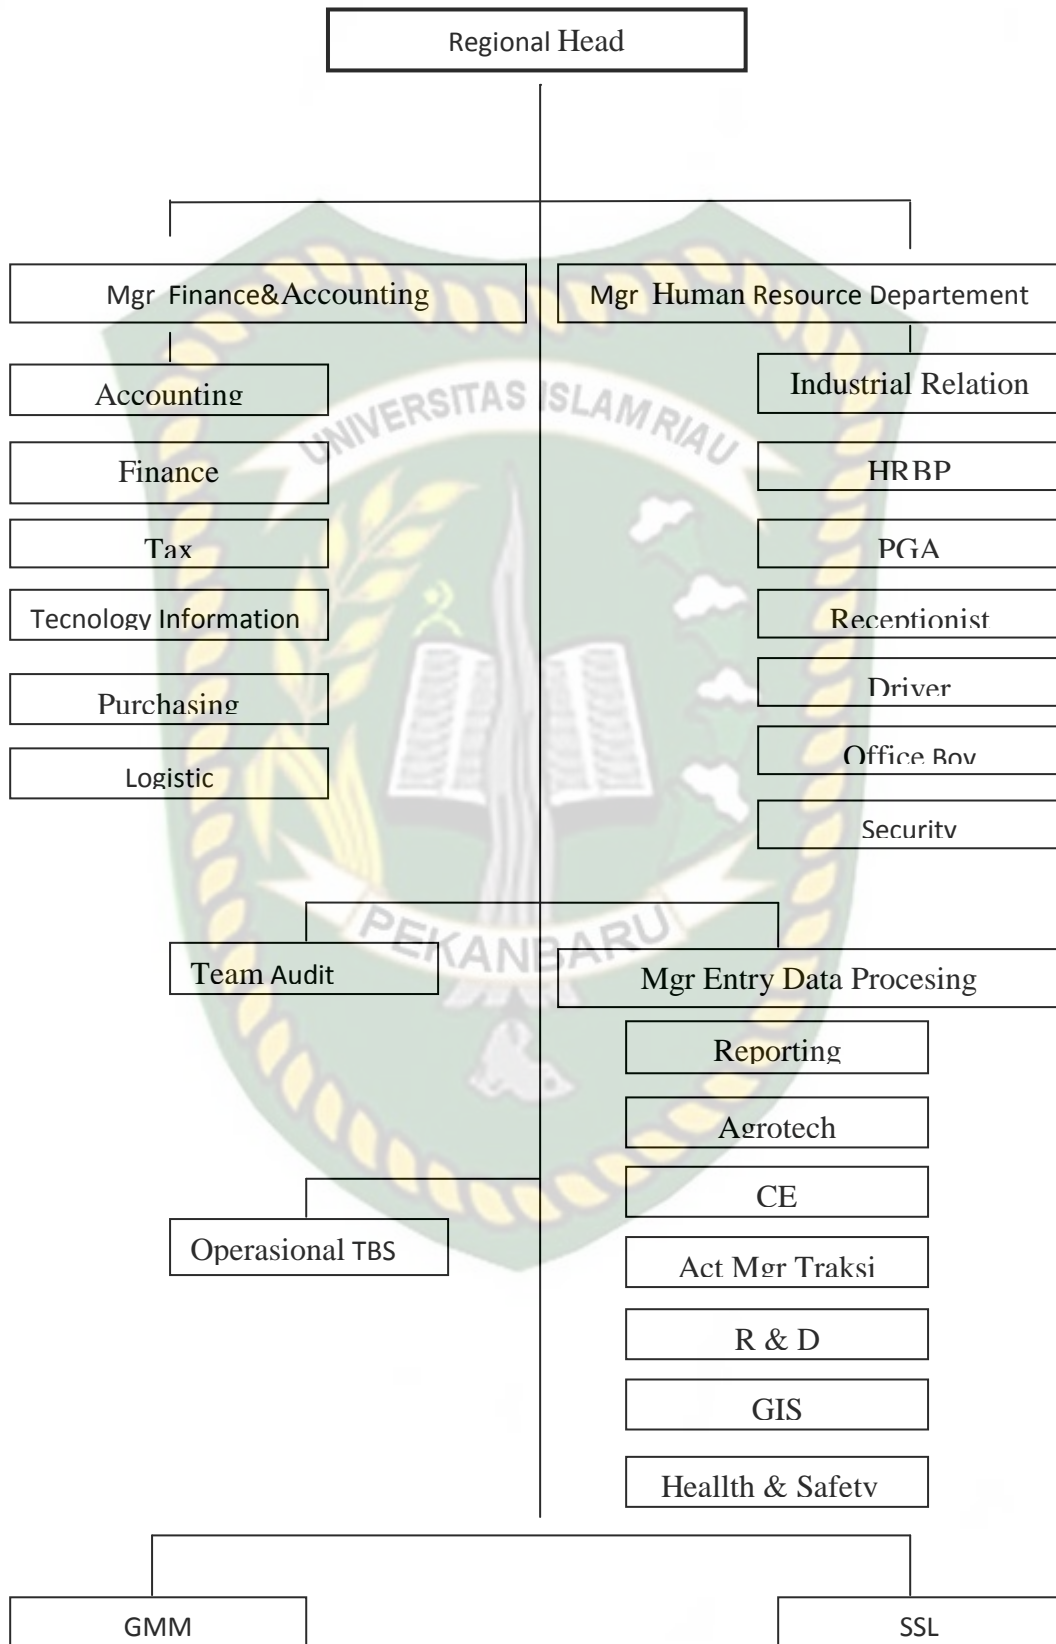 Regional Head
Mgr Finance&Accounting
Mgr Human Resource Departement
Accounting
Industrial Relation
Finance
HRBP
Tax
PGA
Tecnology Information
Receptionist
Purchasing
Driver
Logistic
Office Boy
Security
UNIVERSITAS ISLAM RIAU
PEKANBARU
Team Audit
Mgr Entry Data Procesing
Reporting
Agrotech
CE
Operasional TBS
Act Mgr Traksi
R & D
GIS
Heallth & Safety
GMM
SSL